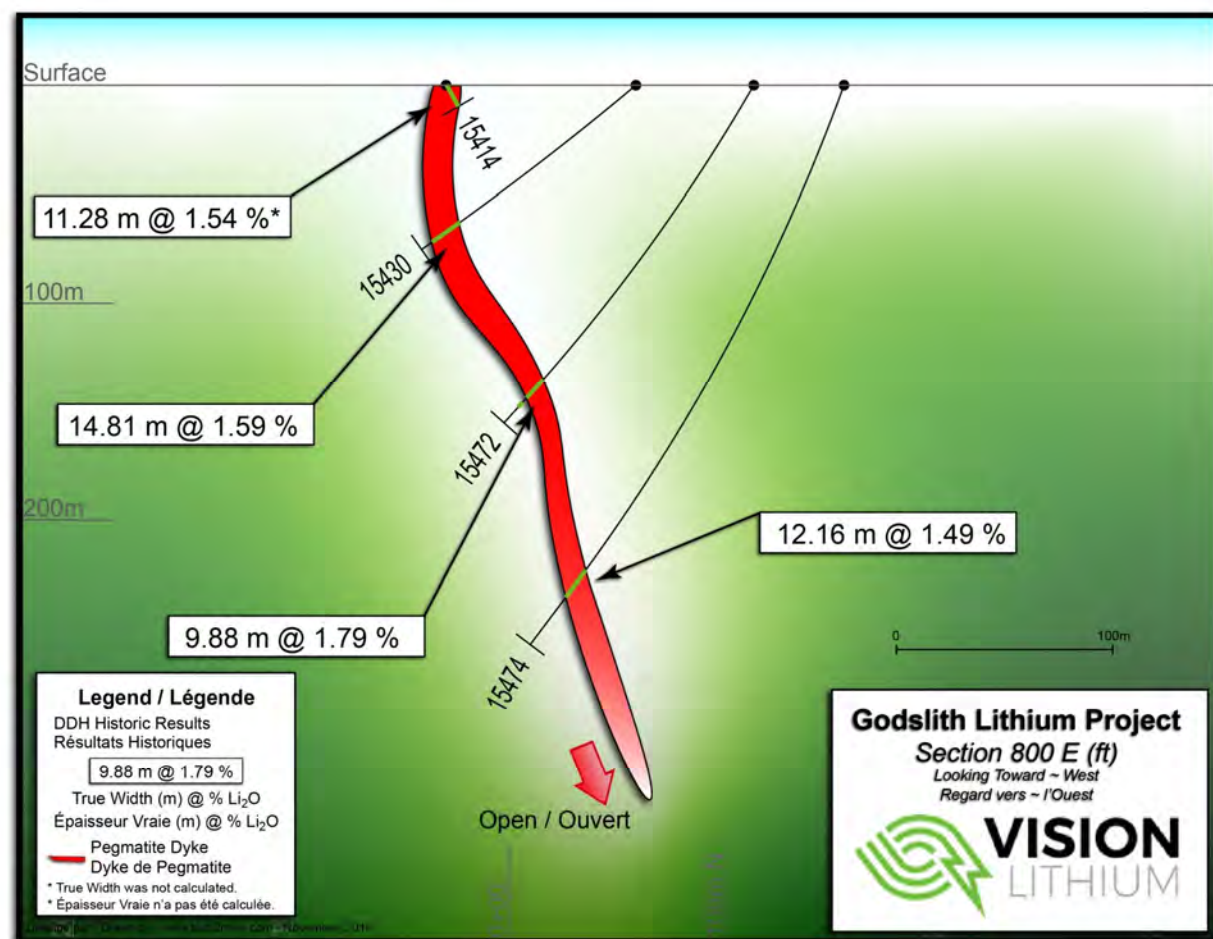 Surface
15414
11.28 m @ 1.54 %*
15430
100m
14.81 m @ 1.59 %
15472
200m
12.16 m @ 1.49 %
9.88 m @ 1.79 %
15474
0 100m
Open / Ouvert
Legend / Légende
DDH Historic Results
Résultats Historiques
9.88 m @ 1.79 %
True Width (m) @ % Li₂O
Épaisseur Vraie (m) @ % Li₂O
Pegmatite Dyke
Dyke de Pegmatite
* True Width was not calculated.
* Épaisseur Vraie n'a pas été calculée.
Godslith Lithium Project
Section 800 E (ft)
Looking Toward ~ West
Regard vers ~ l'Ouest
VISION
LITHIUM